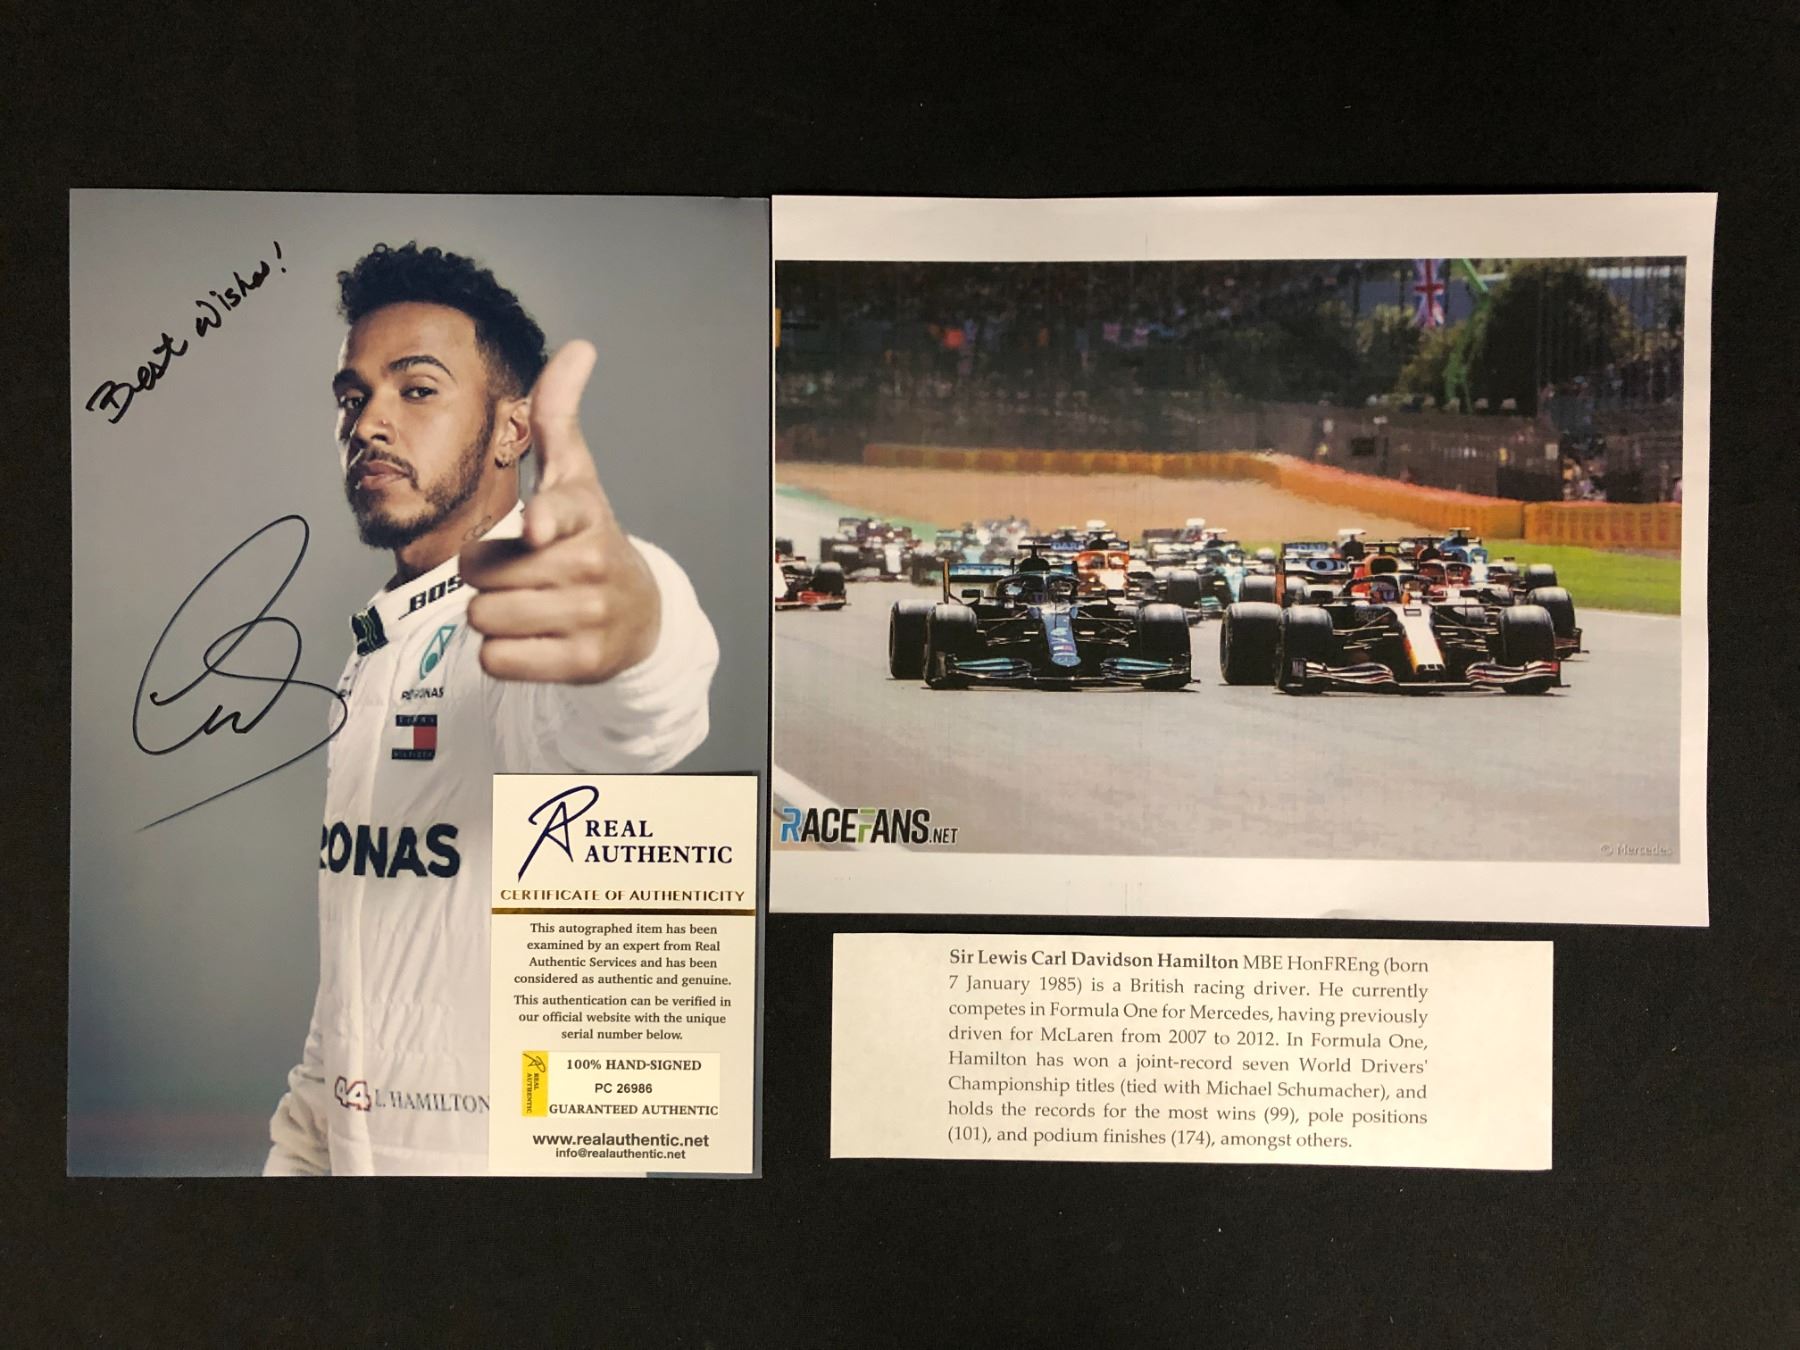 Best Wishes!
BOS
PETRONAS
TOMMY
HILFIGER
RONAS
44 L. HAMILTON
REAL
AUTHENTIC
CERTIFICATE OF AUTHENTICITY
This autographed item has been
examined by an expert from Real
Authentic Services and has been
considered as authentic and genuine.
This authentication can be verified in
our official website with the unique
serial number below.
REAL
AUTHENTIC
100% HAND-SIGNED
PC 26986
GUARANTEED AUTHENTIC
www.realauthentic.net
info@realauthentic.net
RACEFANS.NET
© Mercedes
Sir Lewis Carl Davidson Hamilton MBE HonFREng (born
7 January 1985) is a British racing driver. He currently
competes in Formula One for Mercedes, having previously
driven for McLaren from 2007 to 2012. In Formula One,
Hamilton has won a joint-record seven World Drivers'
Championship titles (tied with Michael Schumacher), and
holds the records for the most wins (99), pole positions
(101), and podium finishes (174), amongst others.